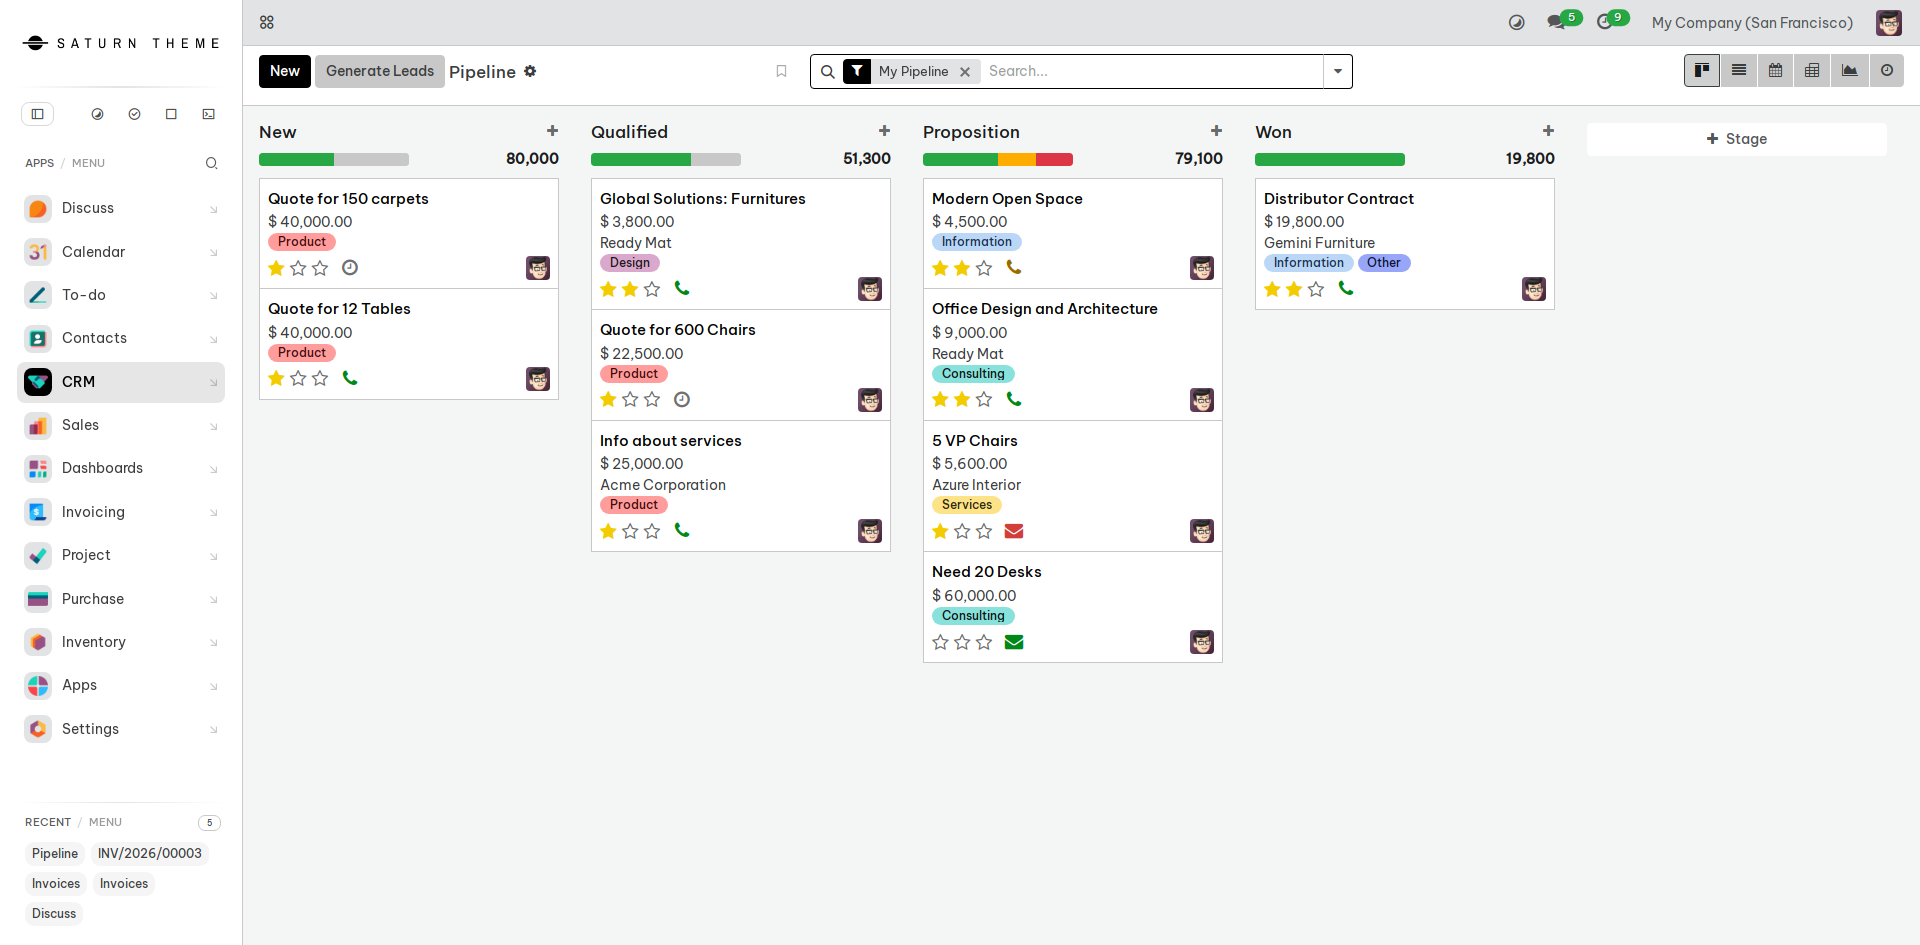 SATURN THEME
APPS / MENU
Discuss
31 Calendar
To-do
Contacts
CRM
Sales
Dashboards
$ Invoicing
Project
Purchase
Inventory
Apps
Settings
RECENT / MENU 5
Pipeline INV/2026/00003
Invoices Invoices
Discuss
5 9 My Company (San Francisco)
New Generate Leads Pipeline My Pipeline Search...
New
80,000
Quote for 150 carpets
$ 40,000.00
Product
Quote for 12 Tables
$ 40,000.00
Product
Qualified
51,300
Global Solutions: Furnitures
$ 3,800.00
Ready Mat
Design
Quote for 600 Chairs
$ 22,500.00
Product
Info about services
$ 25,000.00
Acme Corporation
Product
Proposition
79,100
Modern Open Space
$ 4,500.00
Information
Office Design and Architecture
$ 9,000.00
Ready Mat
Consulting
5 VP Chairs
$ 5,600.00
Azure Interior
Services
Need 20 Desks
$ 60,000.00
Consulting
Won
19,800
Distributor Contract
$ 19,800.00
Gemini Furniture
Information Other
+ Stage